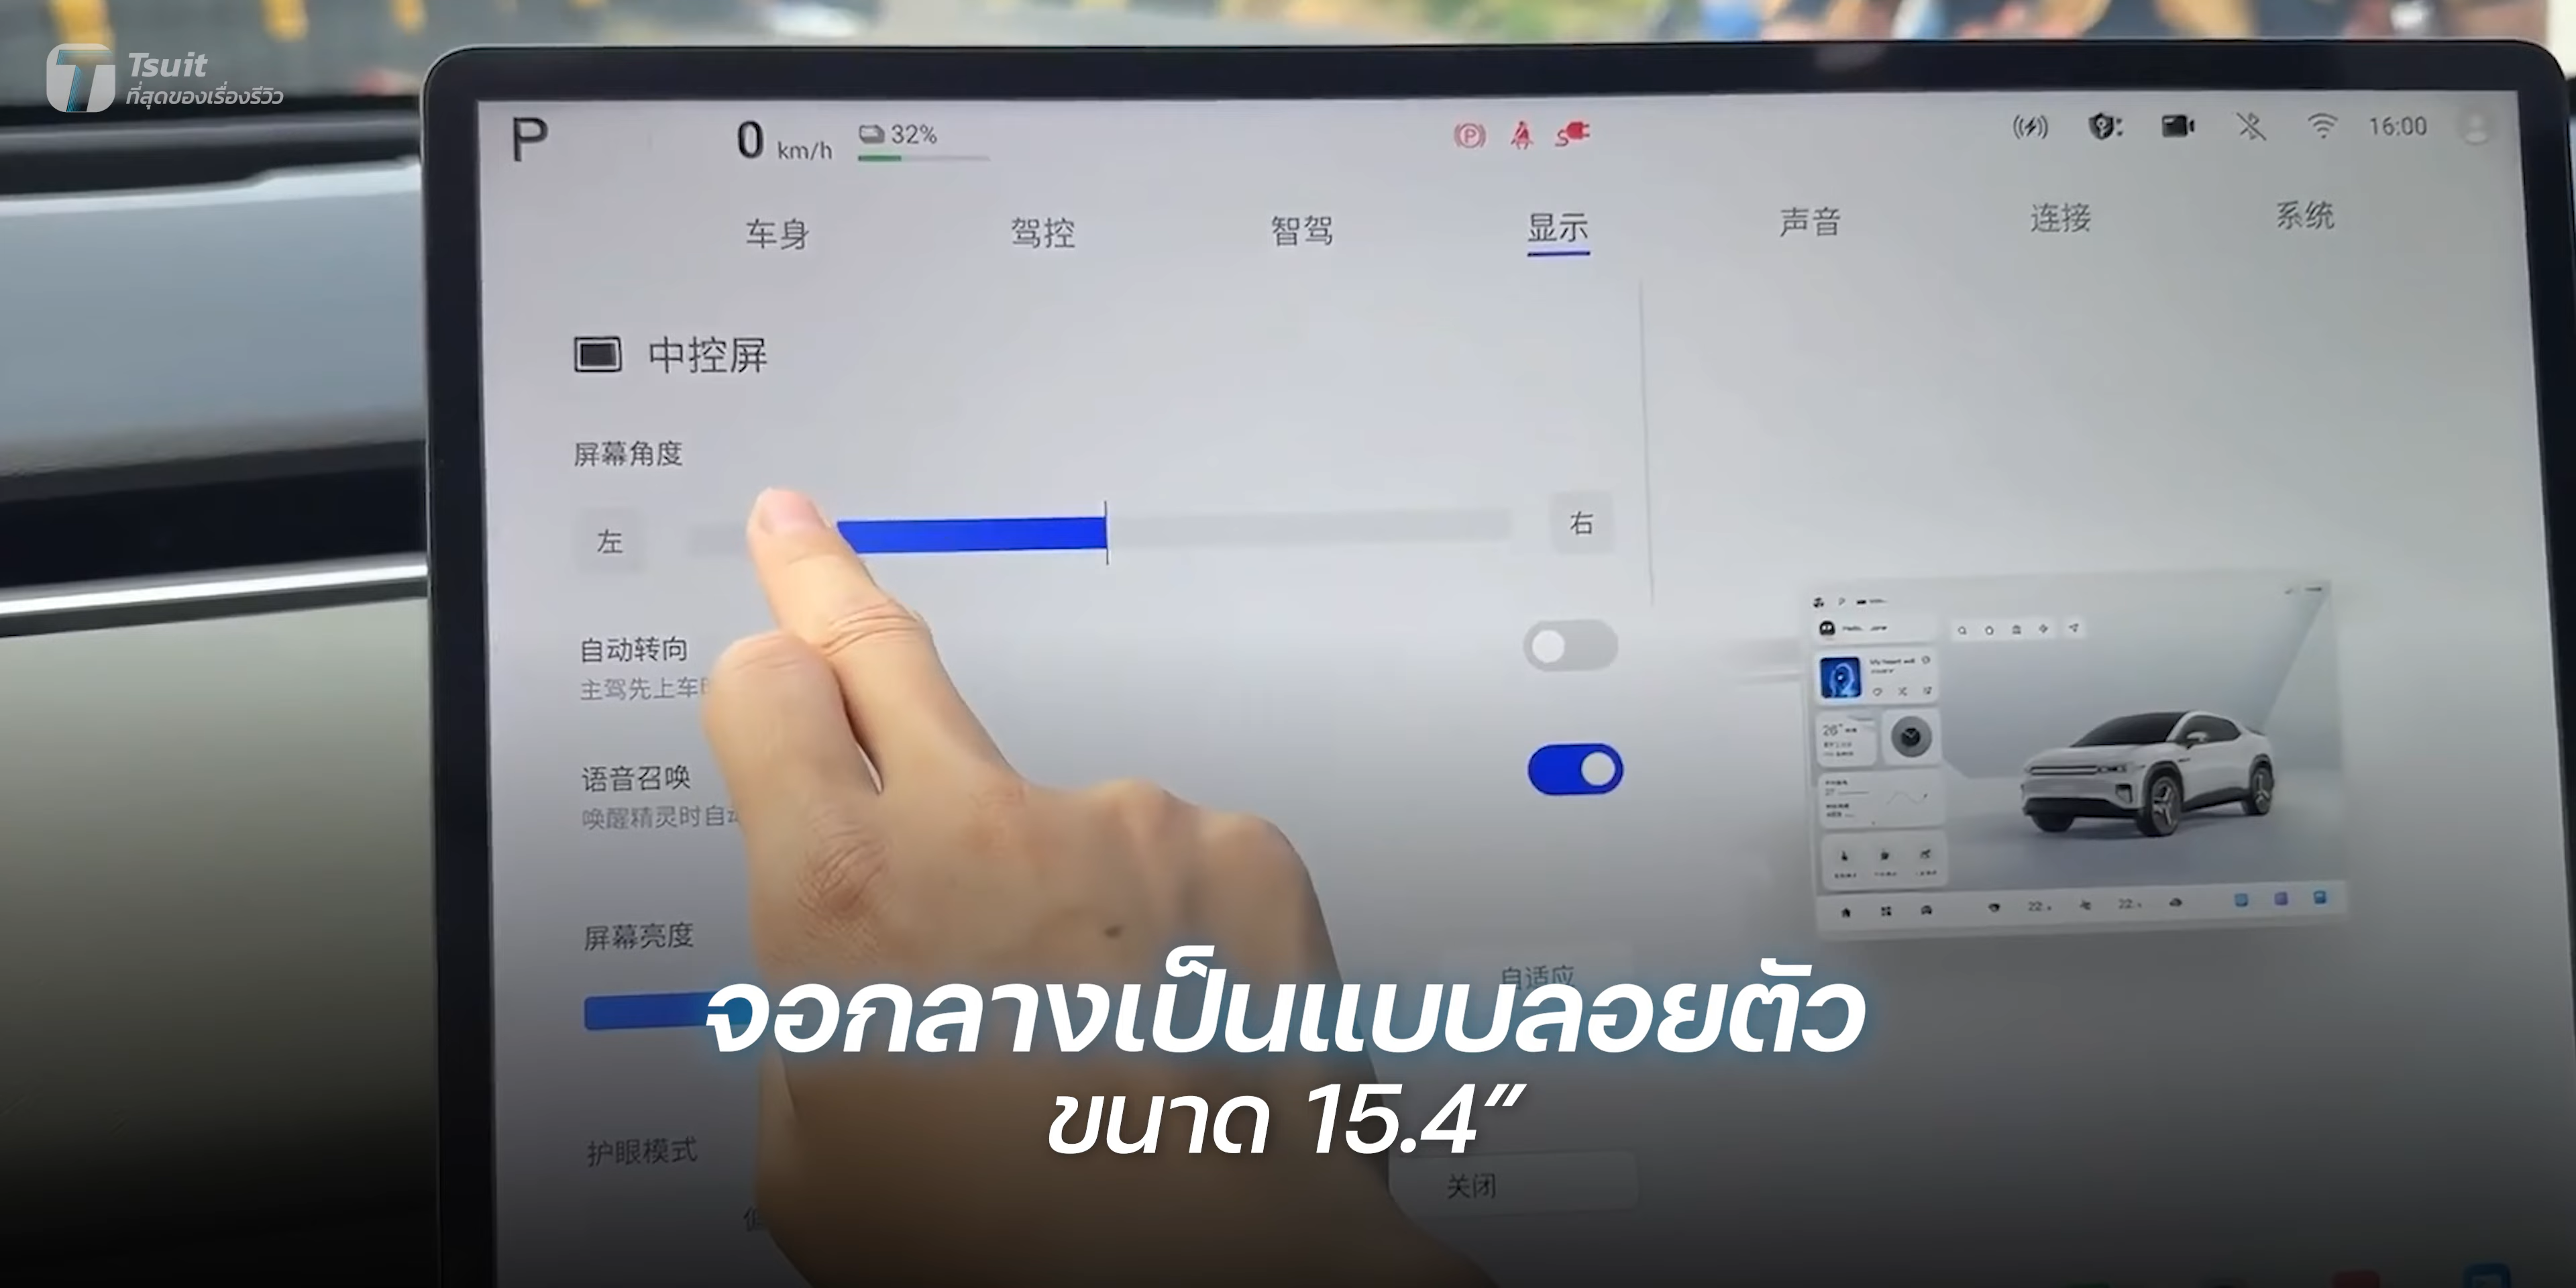 Tsuit
ที่สุดของเรื่องรีวิว
P
0 km/h
32%
16:00
车身 驾控 智驾 显示 声音 连接 系统
中控屏
屏幕角度
左 右
自动转向
主驾先上车
语音召唤
唤醒精灵时自
屏幕亮度
自适应
จอกลางเป็นแบบลอยตัว
ขนาด 15.4”
护眼模式
关闭